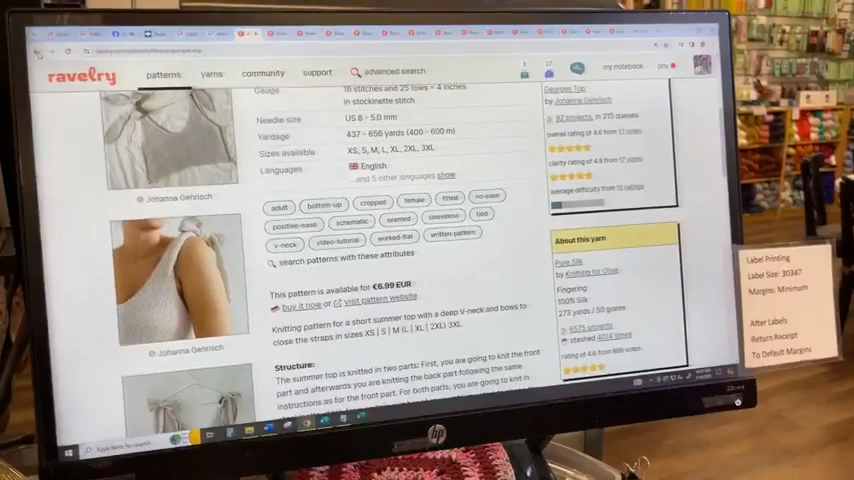 ravelry
patterns
yarns
community
support
advanced search
3
27
my notebook
pro
Gauge
16 stitches and 25 rows = 4 inches
in stockinette stitch
Needle size
US 8 - 5.0 mm
Yardage
437 - 656 yards (400 - 600 m)
Sizes available
XS, S, M, L, XL, 2XL, 3XL
Languages
English
...and 5 other languages show
© Johanna Gehrisch
adult
bottom-up
cropped
female
fitted
no-ease
positive-ease
schematic
seamed
sleeveless
tied
v-neck
video-tutorial
worked-flat
written-pattern
search patterns with these attributes
This pattern is available for €6.99 EUR
buy it now or visit pattern website
© Johanna Gehrisch
Knitting pattern for a short summer top with a deep V-neck and bows to
close the straps in sizes XS | S | M (L | XL | 2XL) 3XL
Structure:
The summer top is knitted in two parts: First, you are going to knit the front
part and afterwards you are knitting the back part following the same
instructions as for the front part. For both parts, you are going to knit in
Georges Top
by Johanna Gehrisch
92 projects, in 215 queues
overall rating of 4.6 from 17 votes
clarity rating of 4.9 from 17 votes
average difficulty from 15 ratings
About this yarn
Pure Silk
by Knitting for Olive
Fingering
100% Silk
273 yards / 50 grams
6575 projects
stashed 4014 times
Type here to search
hp
Label Printing
Label Size: 30347
Margins: Minimum
After Labels
Return Receipt
To Default Margins